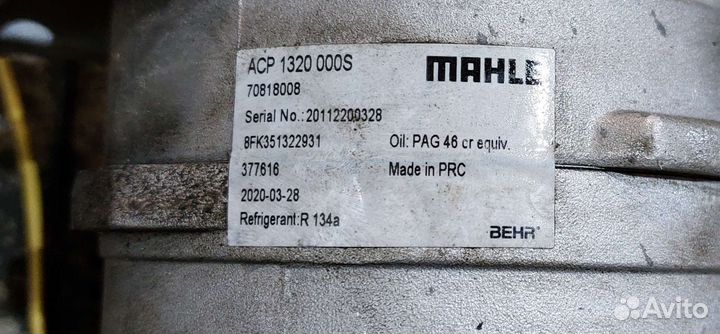 ACP 1320 000S
MAHLE
70818008
Serial No.: 20112200328
8FK351322931
Oil: PAG 46 or equiv.
377616
Made in PRC
2020-03-28
Refrigerant:R 134a
BEHR
Avito